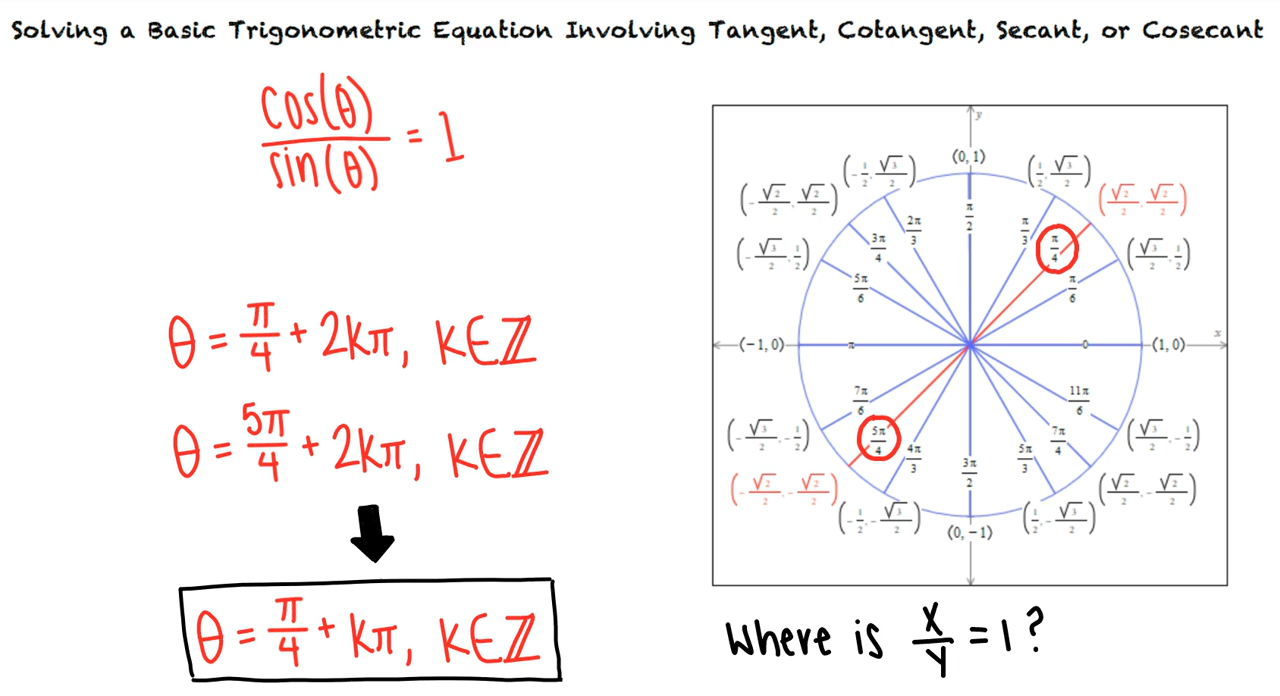 Solving a Basic Trigonometric Equation Involving Tangent, Cotangent, Secant, or Cosecant
cos(θ)/sin(θ) = 1
θ = π/4 + 2kπ, k∈ℤ
θ = 5π/4 + 2kπ, k∈ℤ
θ = π/4 + kπ, k∈ℤ
y
(0, 1)
(-1/2, √3/2)
(1/2, √3/2)
(-√2/2, √2/2)
(√2/2, √2/2)
(-√3/2, 1/2)
(√3/2, 1/2)
2π/3
π/2
π/3
3π/4
π/4
5π/6
π/6
x
(-1, 0)
π
0
(1, 0)
7π/6
11π/6
5π/4
7π/4
4π/3
3π/2
5π/3
(-√3/2, -1/2)
(√3/2, -1/2)
(-√2/2, -√2/2)
(√2/2, -√2/2)
(-1/2, -√3/2)
(1/2, -√3/2)
(0, -1)
Where is x/y = 1?